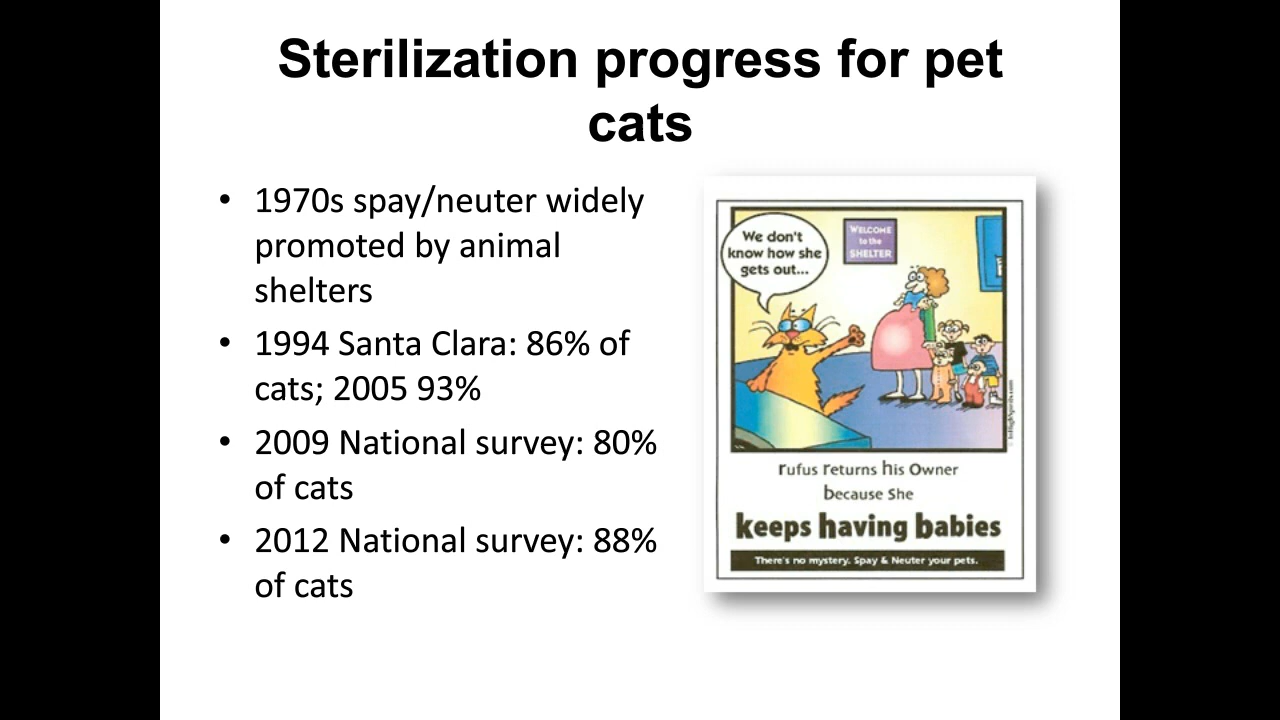 Sterilization progress for pet
cats
• 1970s spay/neuter widely
promoted by animal
shelters
• 1994 Santa Clara: 86% of
cats; 2005 93%
• 2009 National survey: 80%
of cats
• 2012 National survey: 88%
of cats
We don't
know how she
gets out...
WELCOME
to the
SHELTER
rufus returns his Owner
because She
keeps having babies
There's no mystery. Spay & Neuter your pets.